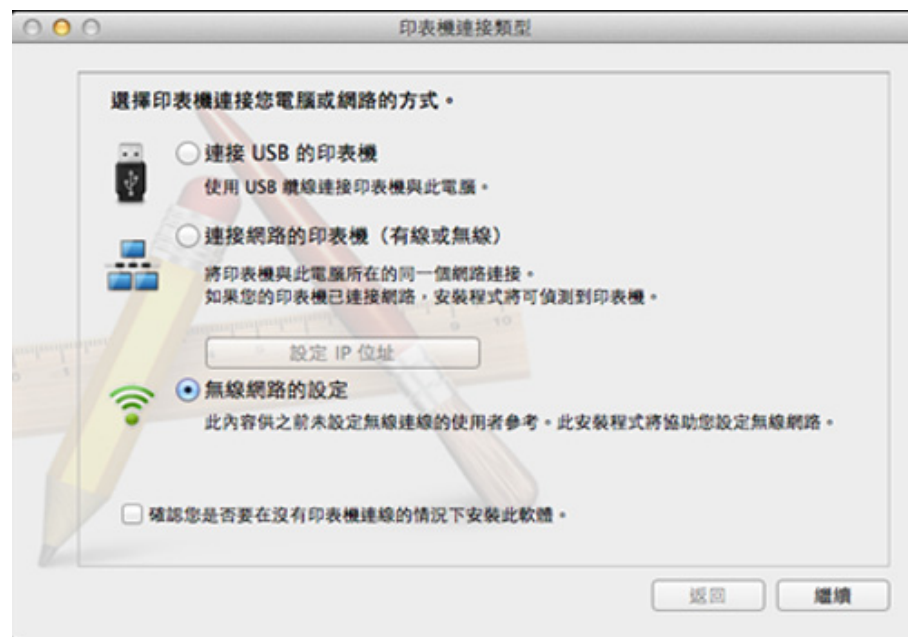 印表機連接類型
選擇印表機連接您電腦或網路的方式。
連接 USB 的印表機
使用 USB 纜線連接印表機與此電腦。
連接網路的印表機（有線或無線）
將印表機與此電腦所在的同一個網路連接。
如果您的印表機已連接網路，安裝程式將可偵測到印表機。
設定 IP 位址
無線網路的設定
此內容供之前未設定無線連線的使用者參考。此安裝程式將協助您設定無線網路。
確認您是否要在沒有印表機連線的情況下安裝此軟體。
返回
繼續